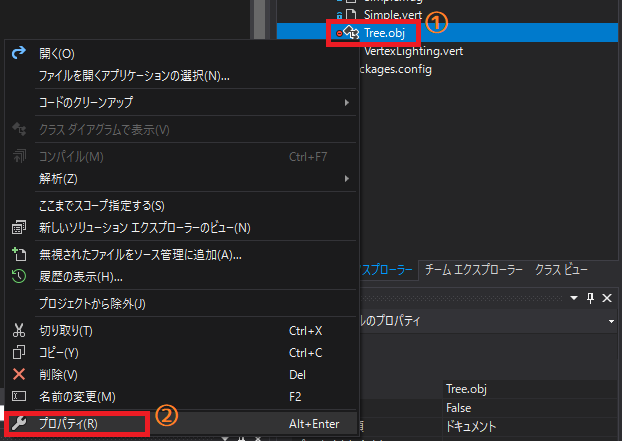 Simple.vert
①
Tree.obj
VertexLighting.vert
ckages.config
開く(O)
ファイルを開くアプリケーションの選択(N)...
コードのクリーンアップ
クラス ダイアグラムで表示(V)
コンパイル(M) Ctrl+F7
解析(Z)
ここまでスコープ指定する(S)
新しいソリューション エクスプローラーのビュー(N)
無視されたファイルをソース管理に追加(A)...
履歴の表示(H)...
プロジェクトから除外(J)
切り取り(T) Ctrl+X
コピー(Y) Ctrl+C
削除(V) Del
名前の変更(M) F2
②
プロパティ(R) Alt+Enter
クスプローラー チーム エクスプローラー クラス ビュー
ルのプロパティ
Tree.obj
False
ドキュメント